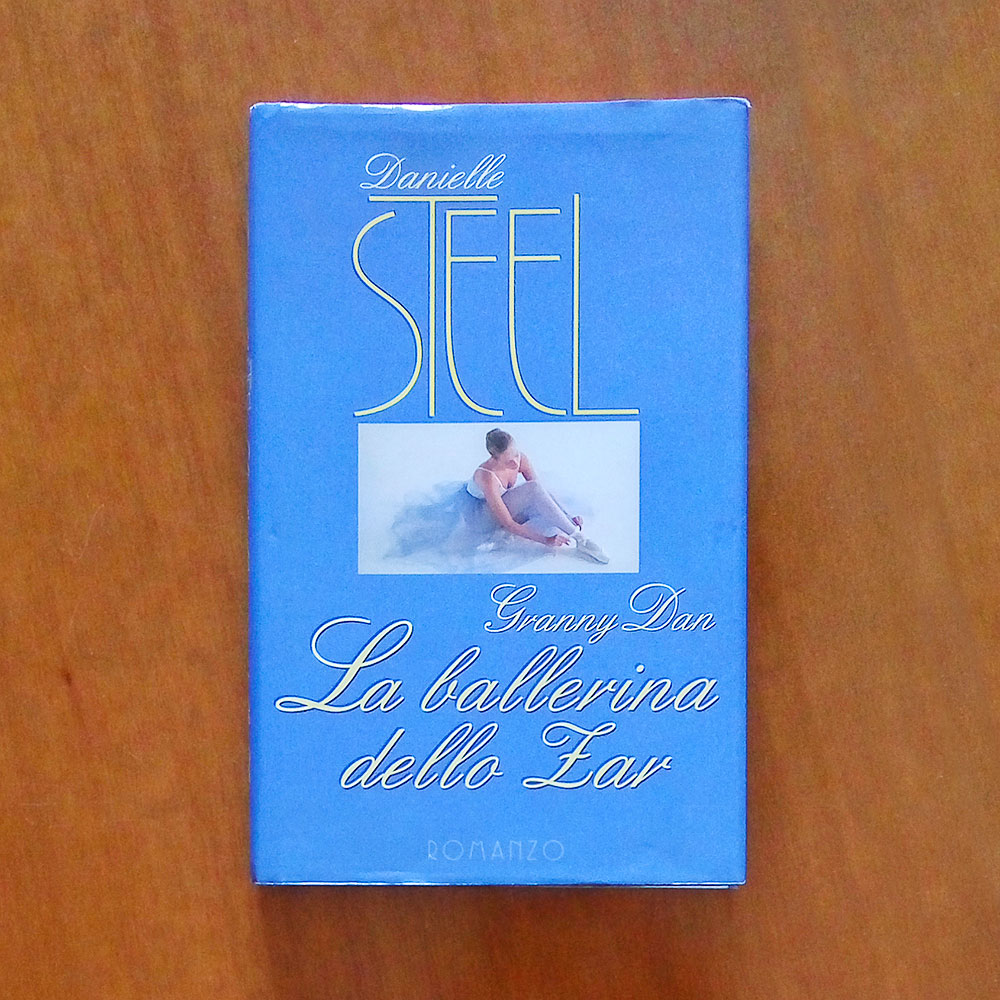 Danielle
STEEL
Granny Dan
La ballerina
dello Zar
ROMANZO